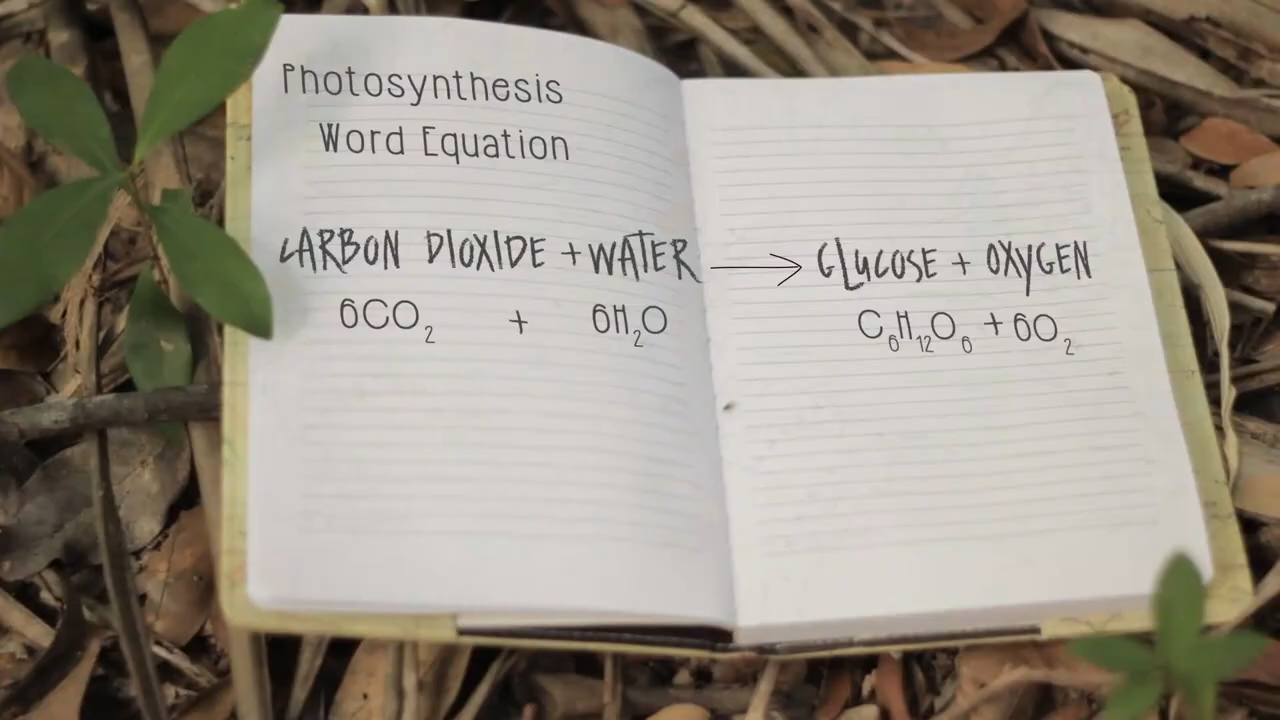 Photosynthesis
Word Equation
CARBON DIOXIDE + WATER → GLUCOSE + OXYGEN
6CO₂ + 6H₂O C₆H₁₂O₆ + 6O₂